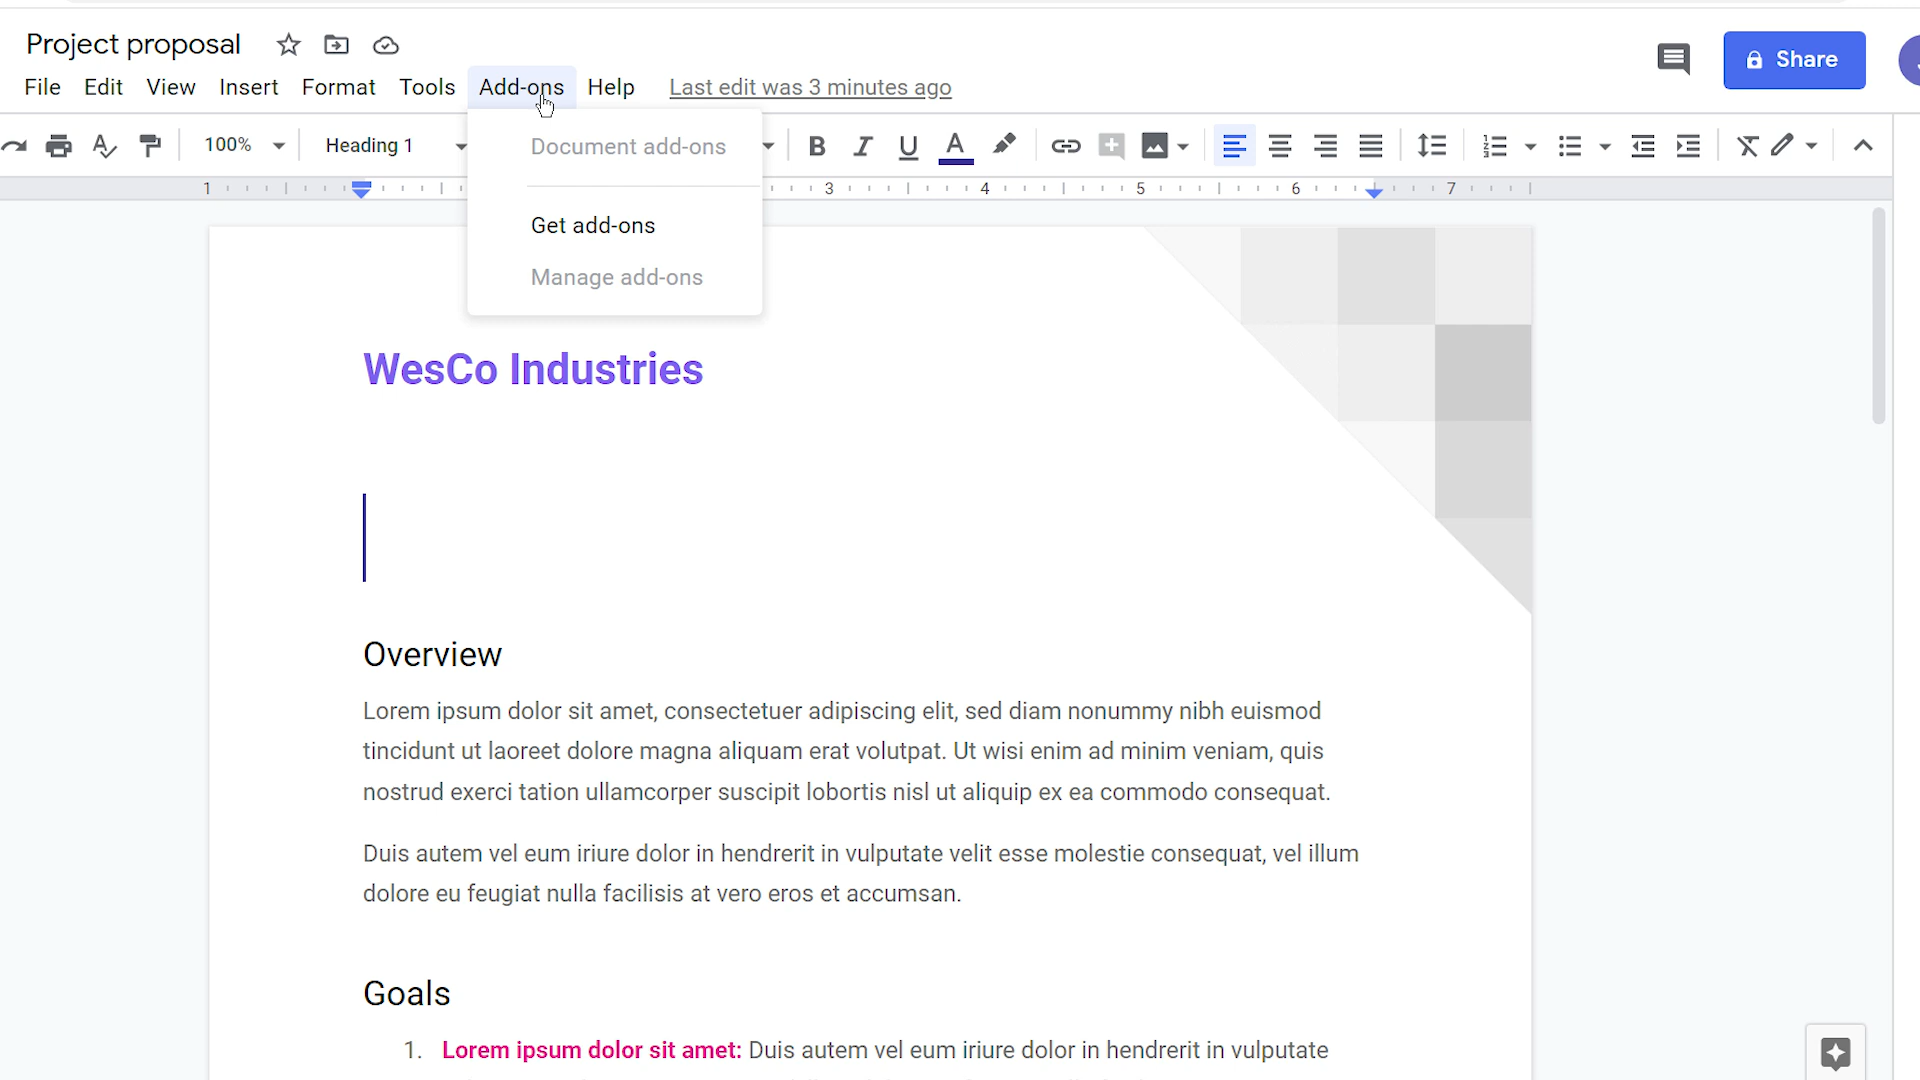 Project proposal
Share
File Edit View Insert Format Tools Add-ons Help Last edit was 3 minutes ago
100% Heading 1 B I U A
Document add-ons
1 3 4 5 6 7
Get add-ons
Manage add-ons
WesCo Industries
Overview
Lorem ipsum dolor sit amet, consectetuer adipiscing elit, sed diam nonummy nibh euismod
tincidunt ut laoreet dolore magna aliquam erat volutpat. Ut wisi enim ad minim veniam, quis
nostrud exerci tation ullamcorper suscipit lobortis nisl ut aliquip ex ea commodo consequat.
Duis autem vel eum iriure dolor in hendrerit in vulputate velit esse molestie consequat, vel illum
dolore eu feugiat nulla facilisis at vero eros et accumsan.
Goals
1. Lorem ipsum dolor sit amet: Duis autem vel eum iriure dolor in hendrerit in vulputate